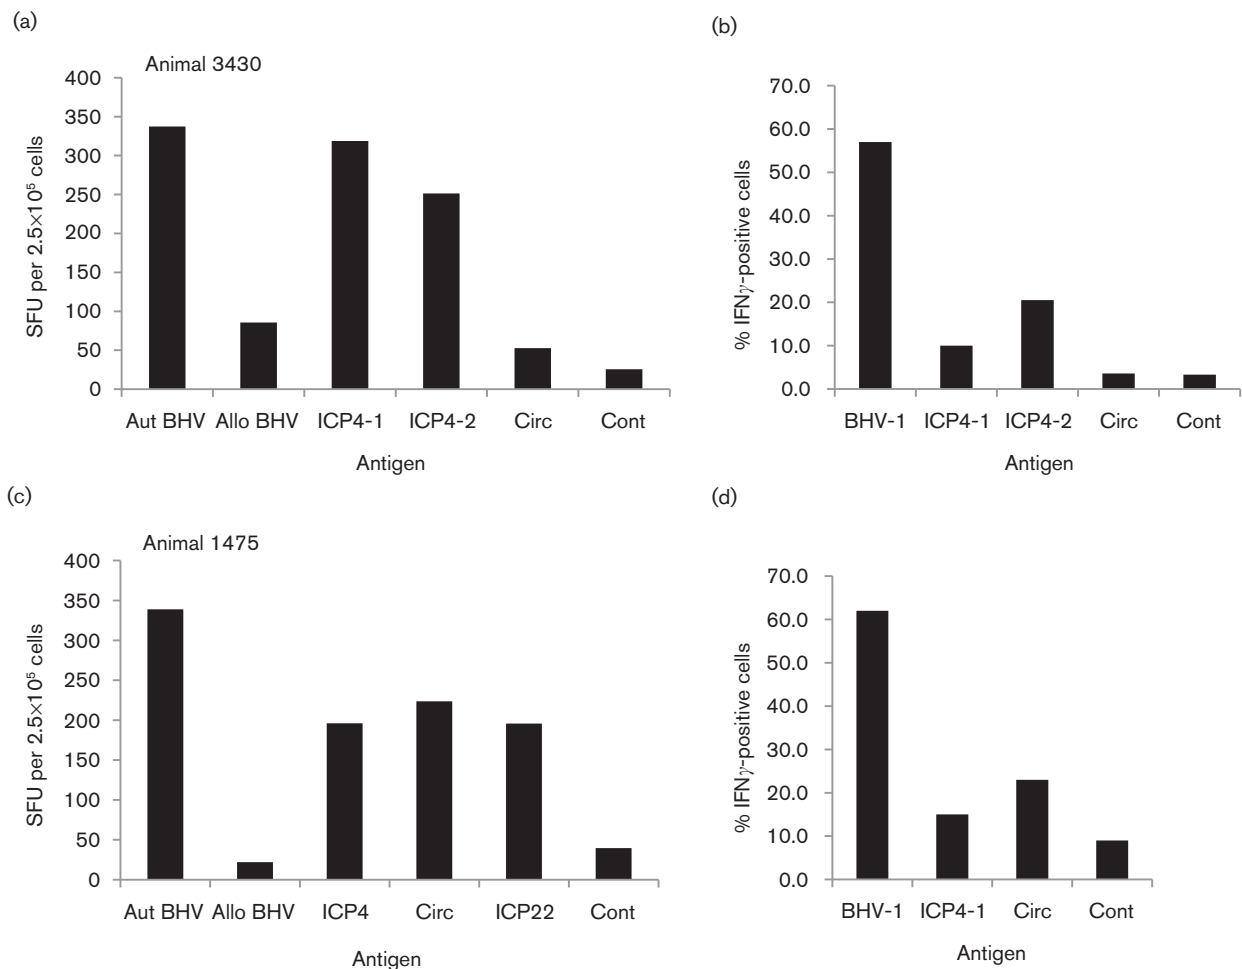 (a)
Animal 3430
400
350
300
250
200
150
100
50
0
SFU per 2.5×10⁵ cells
Aut BHV Allo BHV ICP4-1 ICP4-2 Circ Cont
Antigen
(b)
70.0
60.0
50.0
40.0
30.0
20.0
10.0
0.0
% IFNγ-positive cells
BHV-1 ICP4-1 ICP4-2 Circ Cont
Antigen
(c)
Animal 1475
400
350
300
250
200
150
100
50
0
SFU per 2.5×10⁵ cells
Aut BHV Allo BHV ICP4 Circ ICP22 Cont
Antigen
(d)
70.0
60.0
50.0
40.0
30.0
20.0
10.0
0.0
% IFNγ-positive cells
BHV-1 ICP4-1 Circ Cont
Antigen